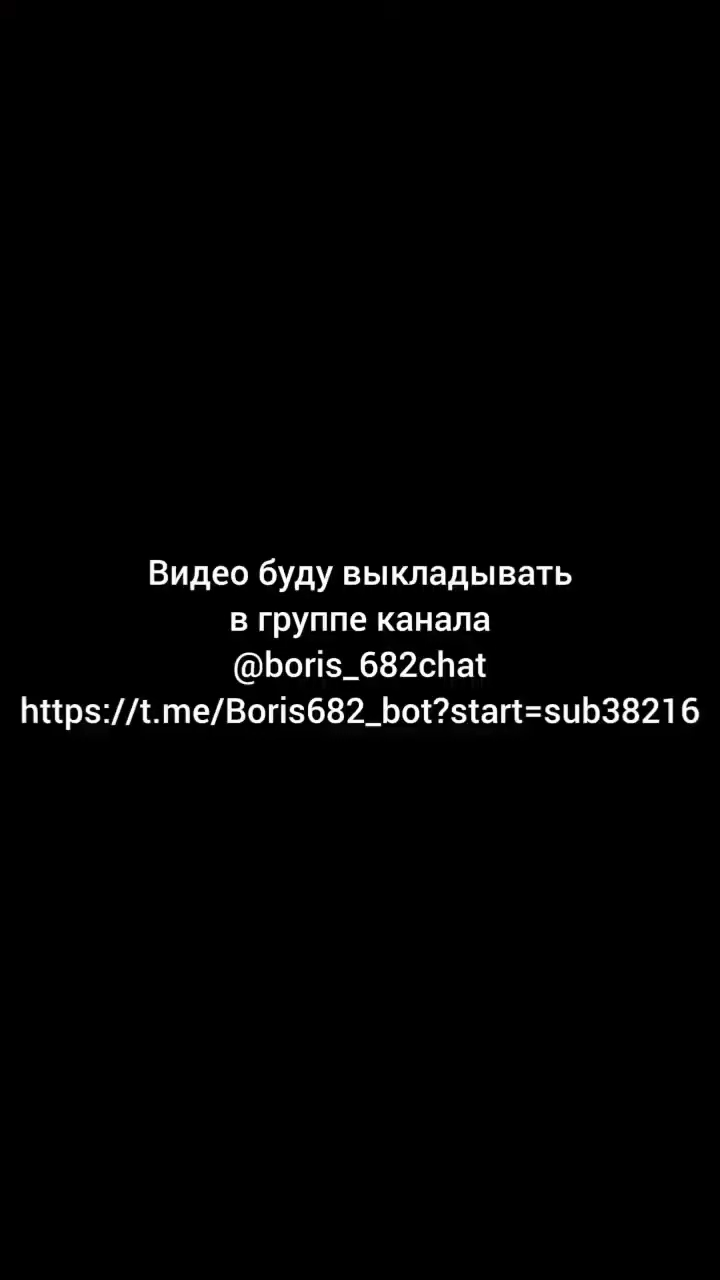 Видео буду выкладывать
в группе канала
@boris_682chat
https://t.me/Boris682_bot?start=sub38216